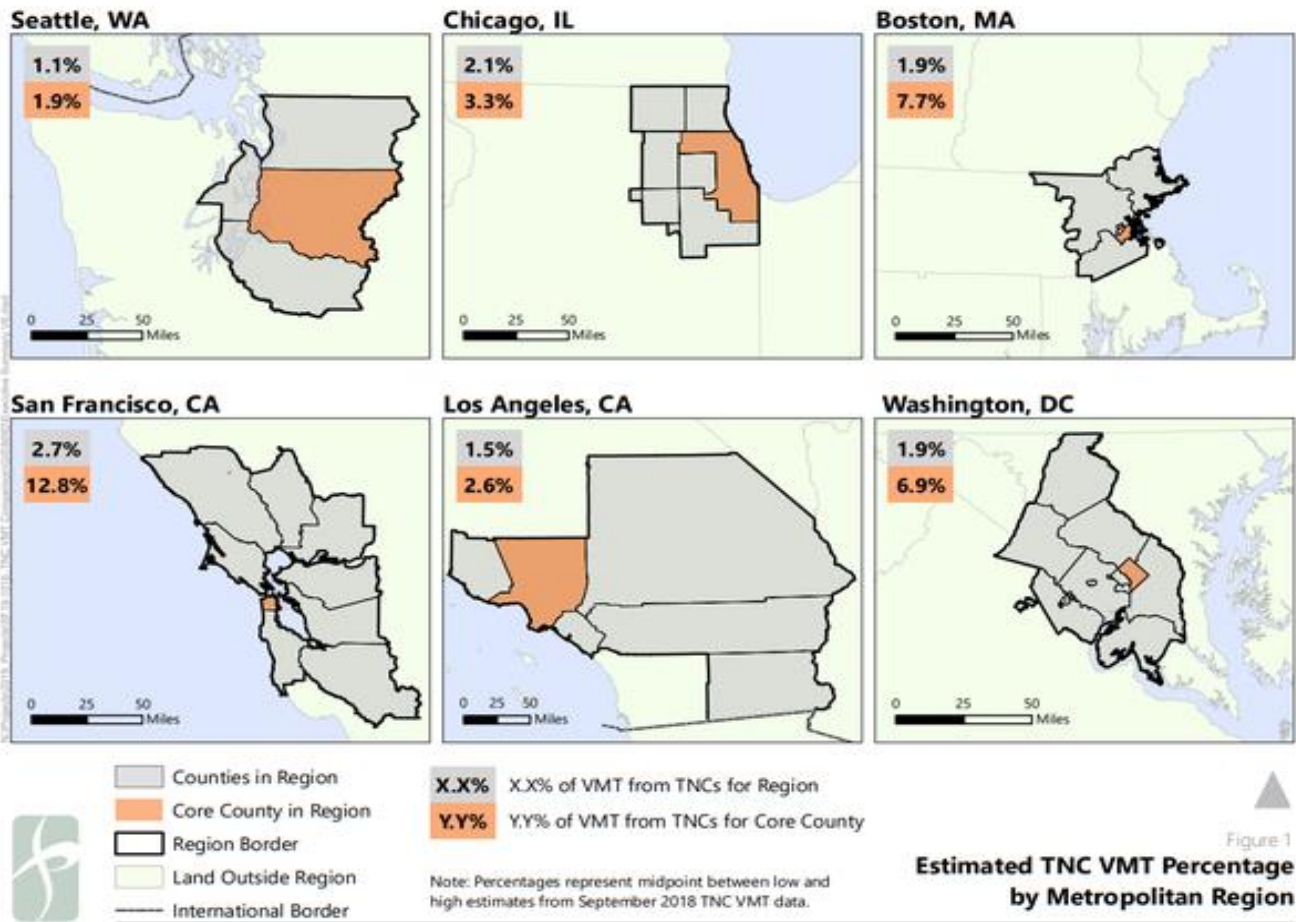 Seattle, WA
1.1%
1.9%
0 25 50
Miles
Chicago, IL
2.1%
3.3%
0 25 50
Miles
Boston, MA
1.9%
7.7%
0 25 50
Miles
San Francisco, CA
2.7%
12.8%
0 25 50
Miles
Los Angeles, CA
1.5%
2.6%
0 25 50
Miles
Washington, DC
1.9%
6.9%
0 25 50
Miles
Counties in Region
Core County in Region
Region Border
Land Outside Region
International Border
X.X% X.X% of VMT from TNCs for Region
Y.Y% Y.Y% of VMT from TNCs for Core County
Note: Percentages represent midpoint between low and
high estimates from September 2018 TNC VMT data.
Figure 1
Estimated TNC VMT Percentage
by Metropolitan Region